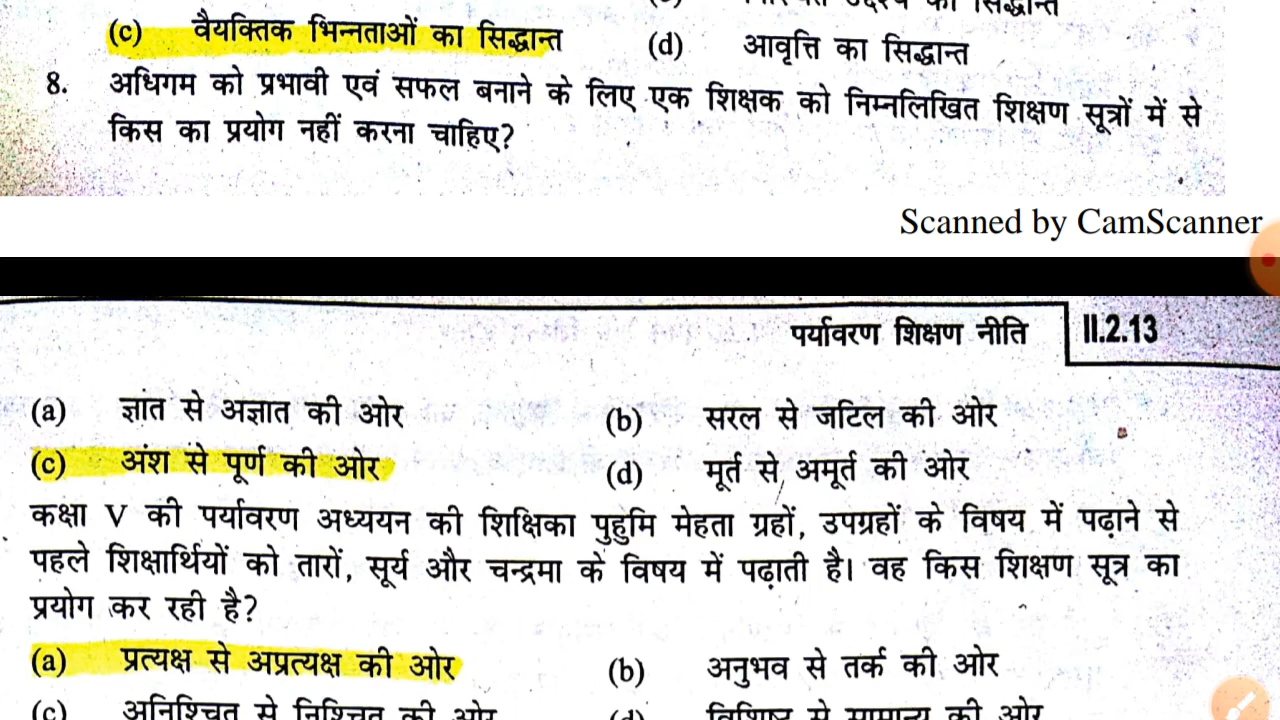 (c) वैयक्तिक भिन्नताओं का सिद्धान्त (d) आवृत्ति का सिद्धान्त
8. अधिगम को प्रभावी एवं सफल बनाने के लिए एक शिक्षक को निम्नलिखित शिक्षण सूत्रों में से
किस का प्रयोग नहीं करना चाहिए?
Scanned by CamScanner
पर्यावरण शिक्षण नीति II.2.13
(a) ज्ञात से अज्ञात की ओर (b) सरल से जटिल की ओर
(c) अंश से पूर्ण की ओर (d) मूर्त से अमूर्त की ओर
कक्षा V की पर्यावरण अध्ययन की शिक्षिका पुहुमि मेहता ग्रहों, उपग्रहों के विषय में पढ़ाने से
पहले शिक्षार्थियों को तारों, सूर्य और चन्द्रमा के विषय में पढ़ाती है। वह किस शिक्षण सूत्र का
प्रयोग कर रही है?
(a) प्रत्यक्ष से अप्रत्यक्ष की ओर (b) अनुभव से तर्क की ओर
(c) अनिश्चित से निश्चित की ओर (d) विशिष्ट से सामान्य की ओर